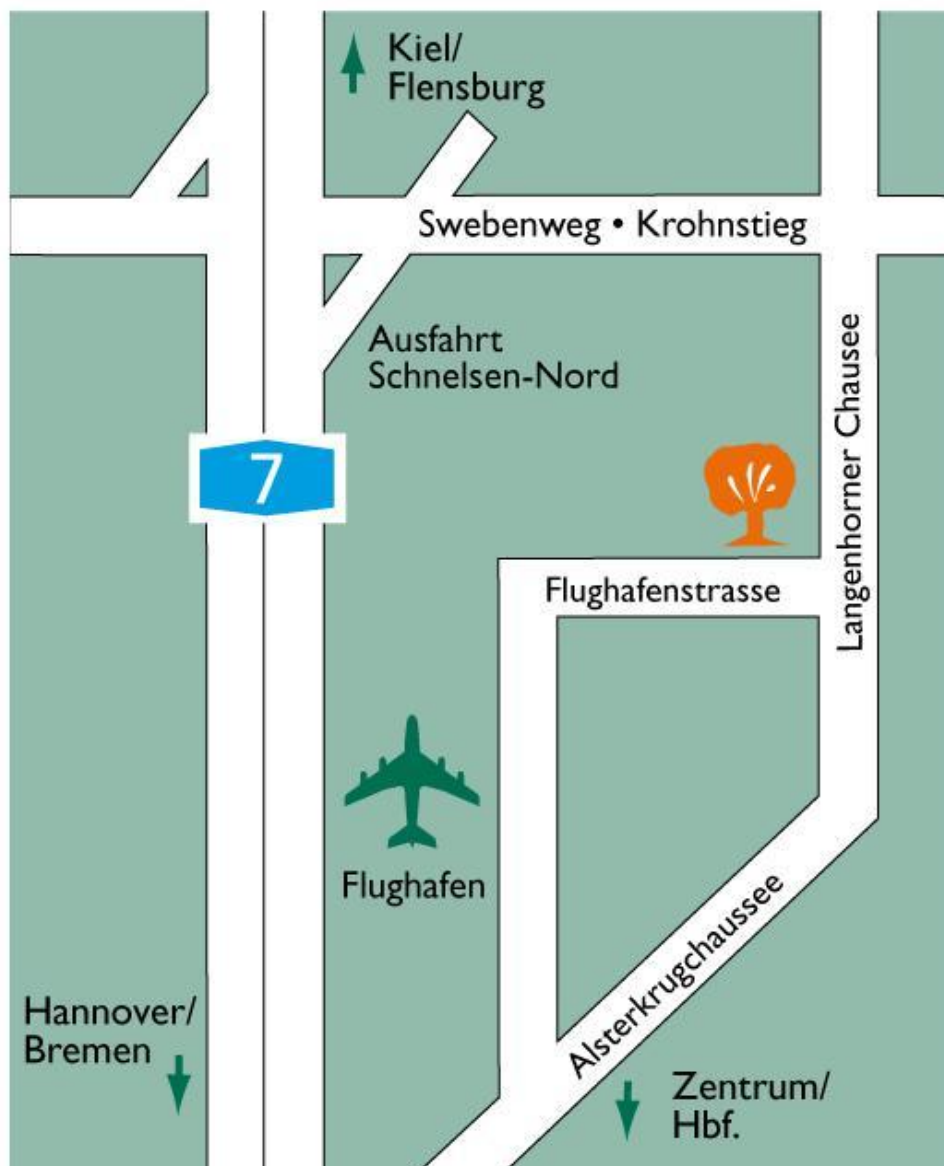 Kiel/
Flensburg
Swebenweg • Krohnstieg
Ausfahrt
Schnelsen-Nord
Langenhorner Chausee
7
Flughafenstrasse
Flughafen
Alsterkrugchaussee
Hannover/
Bremen
Zentrum/
Hbf.